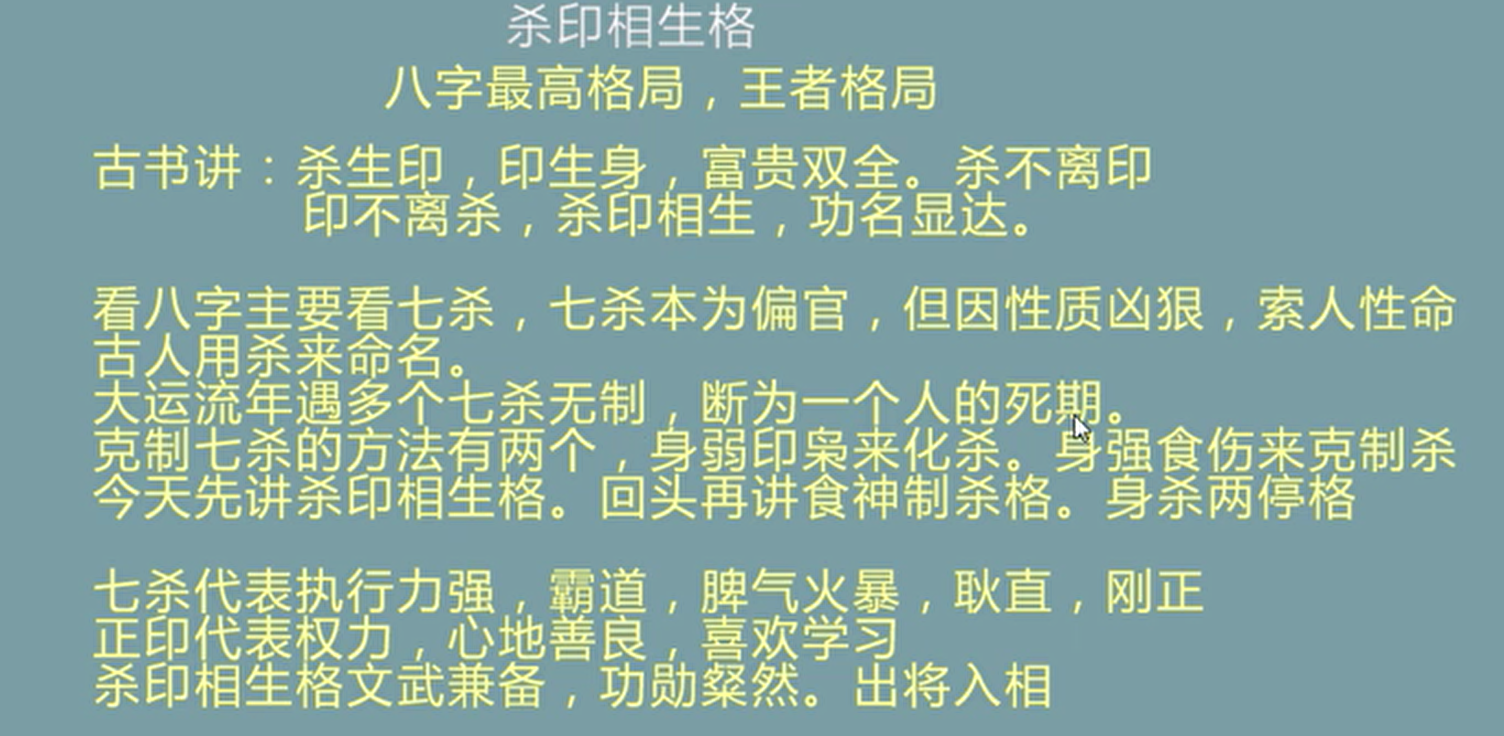 杀印相生格
八字最高格局，王者格局
古书讲：杀生印，印生身，富贵双全。杀不离印
印不离杀，杀印相生，功名显达。
看八字主要看七杀，七杀本为偏官，但因性质凶狠，索人性命
古人用杀来命名。
大运流年遇多个七杀无制，断为一个人的死期。
克制七杀的方法有两个，身弱印枭来化杀。身强食伤来克制杀
今天先讲杀印相生格。回头再讲食神制杀格。身杀两停格
七杀代表执行力强，霸道，脾气火暴，耿直，刚正
正印代表权力，心地善良，喜欢学习
杀印相生格文武兼备，功勋粲然。出将入相